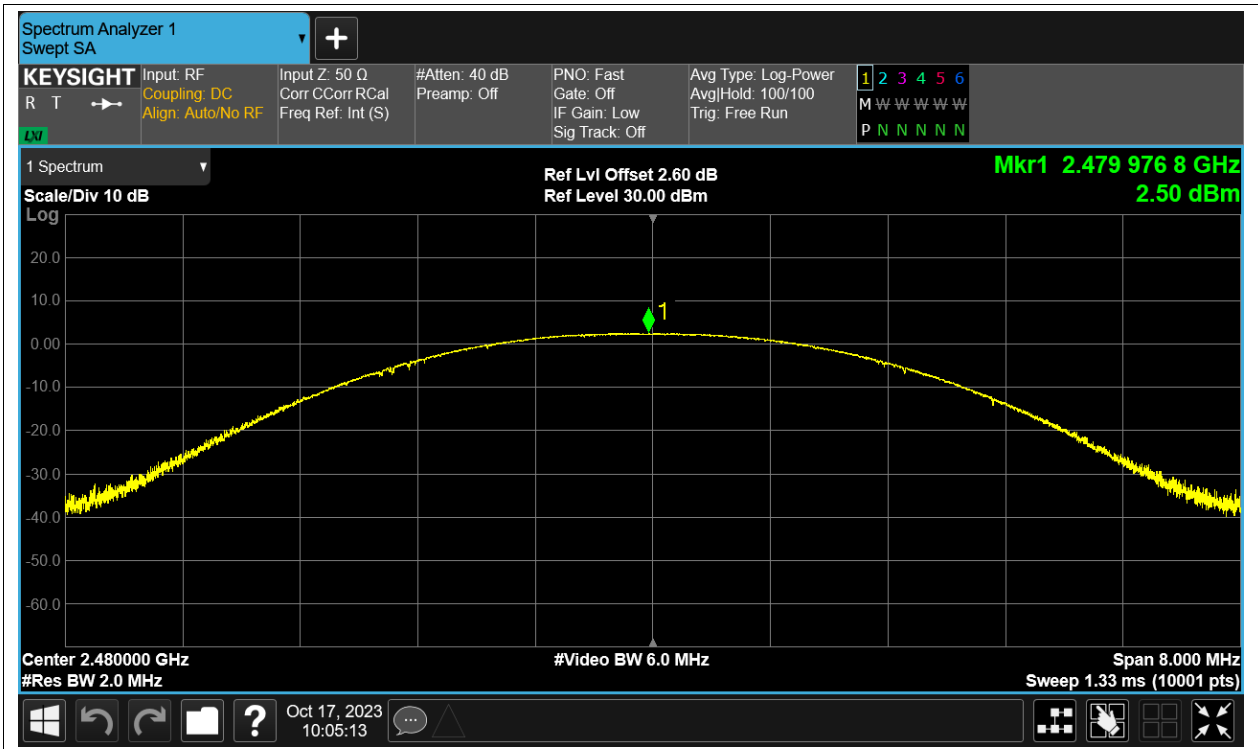 Spectrum Analyzer 1
Swept SA
▼
+
KEYSIGHT
R T
LXI
Input: RF
Coupling: DC
Align: Auto/No RF
Input Z: 50 Ω
Corr CCorr RCal
Freq Ref: Int (S)
#Atten: 40 dB
Preamp: Off
PNO: Fast
Gate: Off
IF Gain: Low
Sig Track: Off
Avg Type: Log-Power
Avg|Hold: 100/100
Trig: Free Run
1 2 3 4 5 6
M W W W W W
P N N N N N
1 Spectrum ▼
Scale/Div 10 dB
Ref Lvl Offset 2.60 dB
Ref Level 30.00 dBm
Mkr1 2.479 976 8 GHz
2.50 dBm
Log
20.0
10.0
0.00
-10.0
-20.0
-30.0
-40.0
-50.0
-60.0
1
Center 2.480000 GHz
#Res BW 2.0 MHz
#Video BW 6.0 MHz
Span 8.000 MHz
Sweep 1.33 ms (10001 pts)
?
Oct 17, 2023
10:05:13